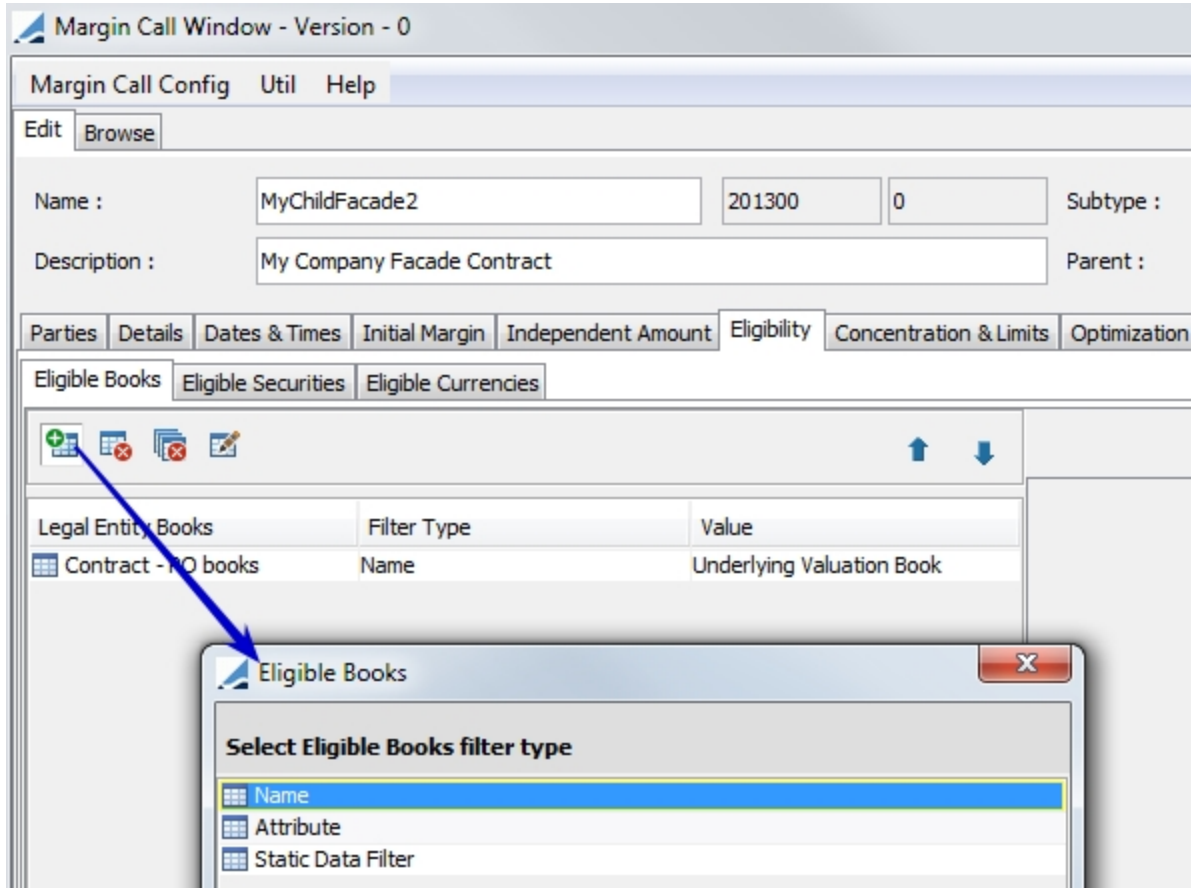 Margin Call Window - Version - 0
Margin Call Config Util Help
Edit Browse
Name : MyChildFacade2 201300 0 Subtype :
Description : My Company Facade Contract Parent :
Parties Details Dates & Times Initial Margin Independent Amount Eligibility Concentration & Limits Optimization
Eligible Books Eligible Securities Eligible Currencies
Legal Entity Books Filter Type Value
Contract - PO books Name Underlying Valuation Book
Eligible Books
Select Eligible Books filter type
Name
Attribute
Static Data Filter